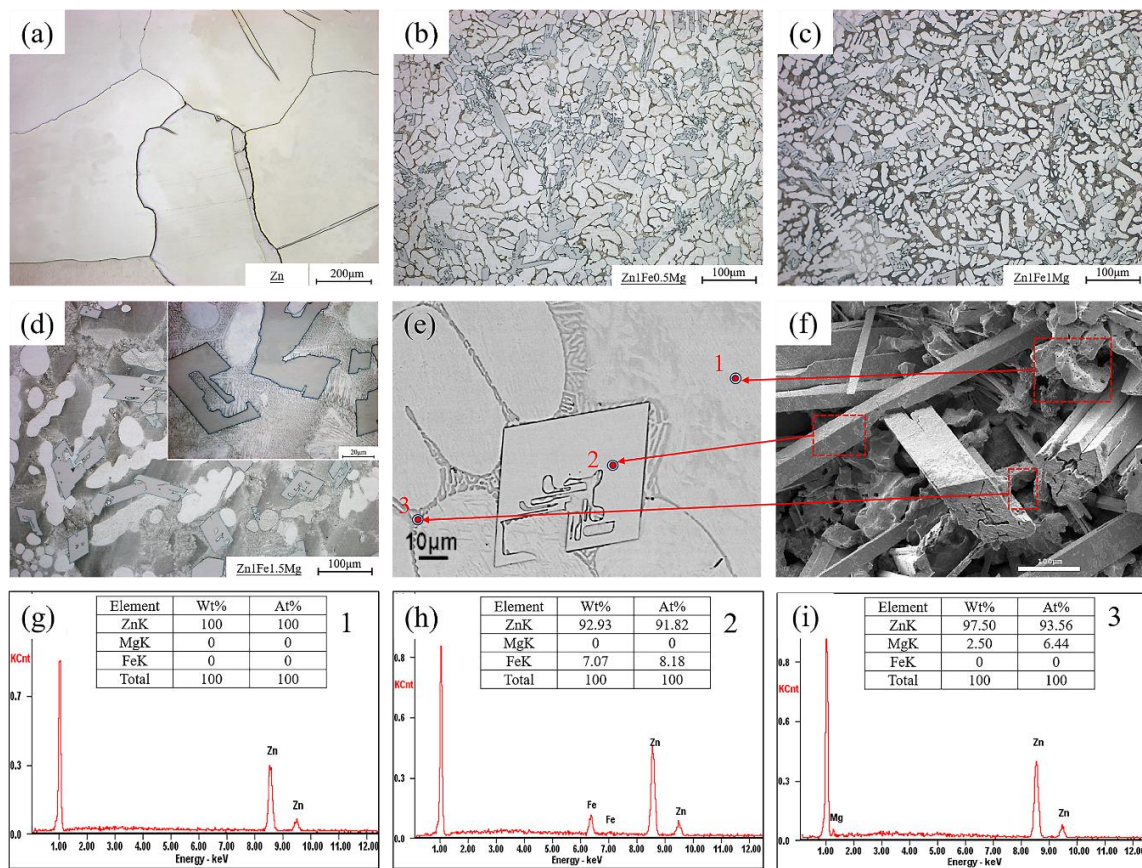 (a)
Zn
200μm
(b)
Zn1Fe0.5Mg
100μm
(c)
Zn1Fe1Mg
100μm
(d)
20μm
Zn1Fe1.5Mg
100μm
(e)
1
2
3
10μm
(f)
100μm
(g)
1
Element Wt% At%
ZnK 100 100
MgK 0 0
FeK 0 0
Total 100 100
KCnt
0.7
0.3
0.0
Zn
Zn
1.00 2.00 3.00 4.00 5.00 6.00 7.00 8.00 9.00 10.00 11.00 12.00
Energy - keV
(h)
2
Element Wt% At%
ZnK 92.93 91.82
MgK 0 0
FeK 7.07 8.18
Total 100 100
0.8
KCnt
0.6
0.3
0.0
Fe
Fe
Zn
Zn
1.00 2.00 3.00 4.00 5.00 6.00 7.00 8.00 9.00 10.00 11.00 12.00
Energy - keV
(i)
3
Element Wt% At%
ZnK 97.50 93.56
MgK 2.50 6.44
FeK 0 0
Total 100 100
0.8
KCnt
0.6
0.3
0.0
Mg
Zn
Zn
1.00 2.00 3.00 4.00 5.00 6.00 7.00 8.00 9.00 10.00 11.00 12.00
Energy - keV